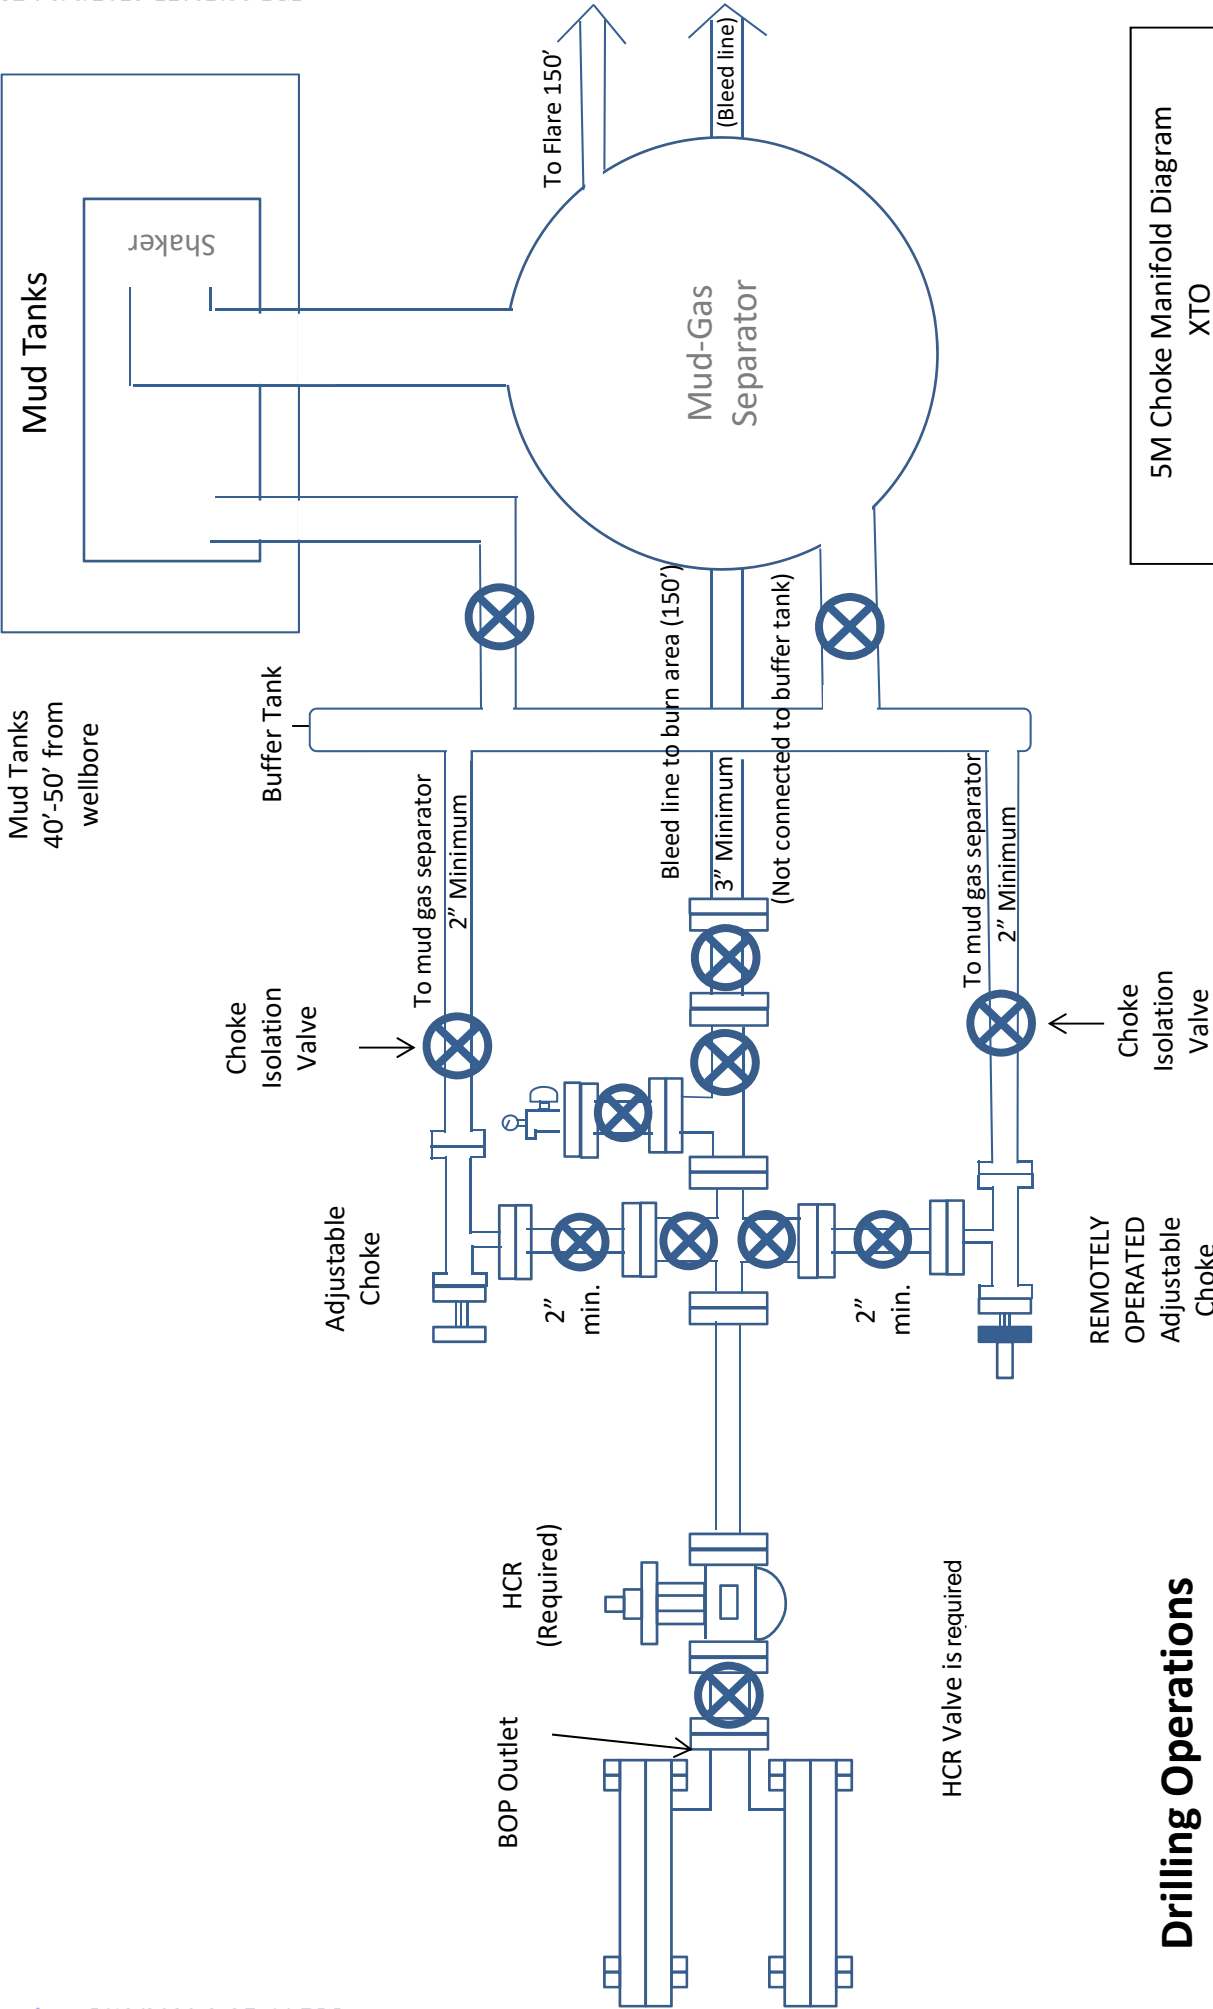 Mud Tanks
40’-50’ from
wellbore
Mud Tanks
Shaker
Buffer Tank
To Flare 150’
(Bleed line)
Mud-Gas
Separator
Choke
Isolation
Valve
To mud gas separator
2” Minimum
Bleed line to burn area (150’)
3” Minimum
(Not connected to buffer tank)
To mud gas separator
2” Minimum
Choke
Isolation
Valve
Adjustable
Choke
2”
min.
2”
min.
REMOTELY
OPERATED
Adjustable
Choke
HCR
(Required)
BOP Outlet
HCR Valve is required
Drilling Operations
5M Choke Manifold Diagram
XTO